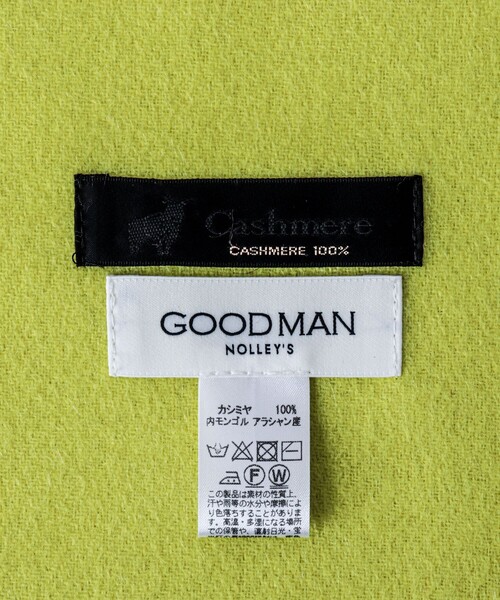 Cashmere
CASHMERE 100%
GOODMAN
NOLLEY'S
カシミヤ 100%
内モンゴル アラシャン産
F W
この製品は素材の性質上、
汗や雨等の水分や摩擦によ
り色落ちすることがありま
す。高温・多湿になる場所
での保管や、直射日光・蛍